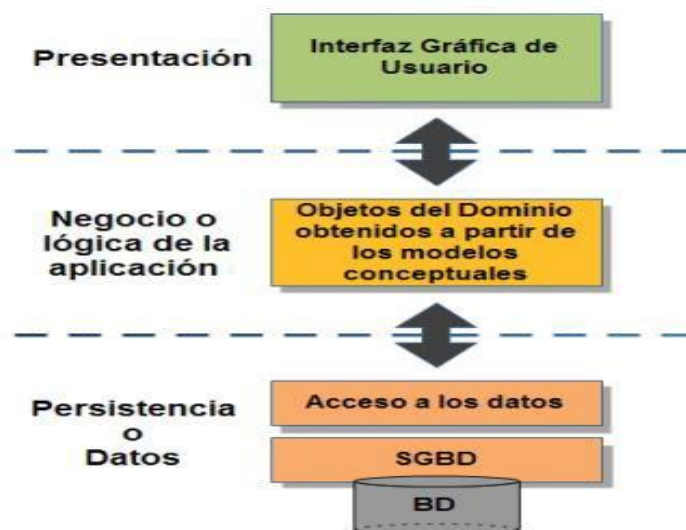 Presentación
Interfaz Gráfica de
Usuario
Negocio o
lógica de la
aplicación
Objetos del Dominio
obtenidos a partir de
los modelos
conceptuales
Persistencia
o
Datos
Acceso a los datos
SGBD
BD